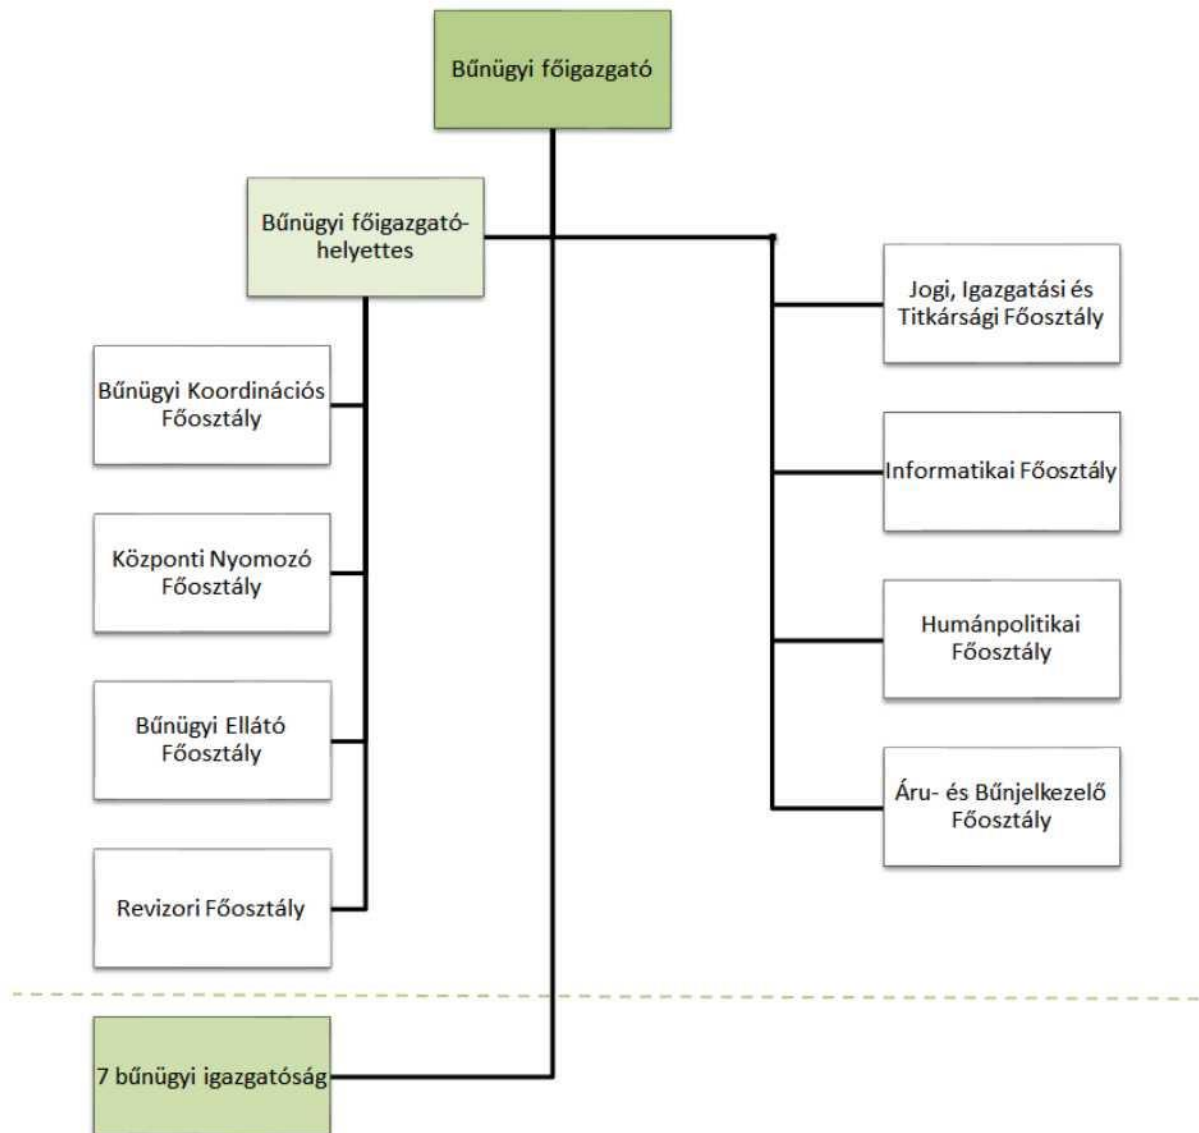 Bűnügyi főigazgató
Bűnügyi főigazgató-
helyettes
Bűnügyi Koordinációs
Főosztály
Központi Nyomozó
Főosztály
Bűnügyi Ellátó
Főosztály
Revizori Főosztály
Jogi, Igazgatási és
Titkársági Főosztály
Informatikai Főosztály
Humánpolitikai
Főosztály
Áru- és Bűnjelkezelő
Főosztály
7 bűnügyi igazgatóság